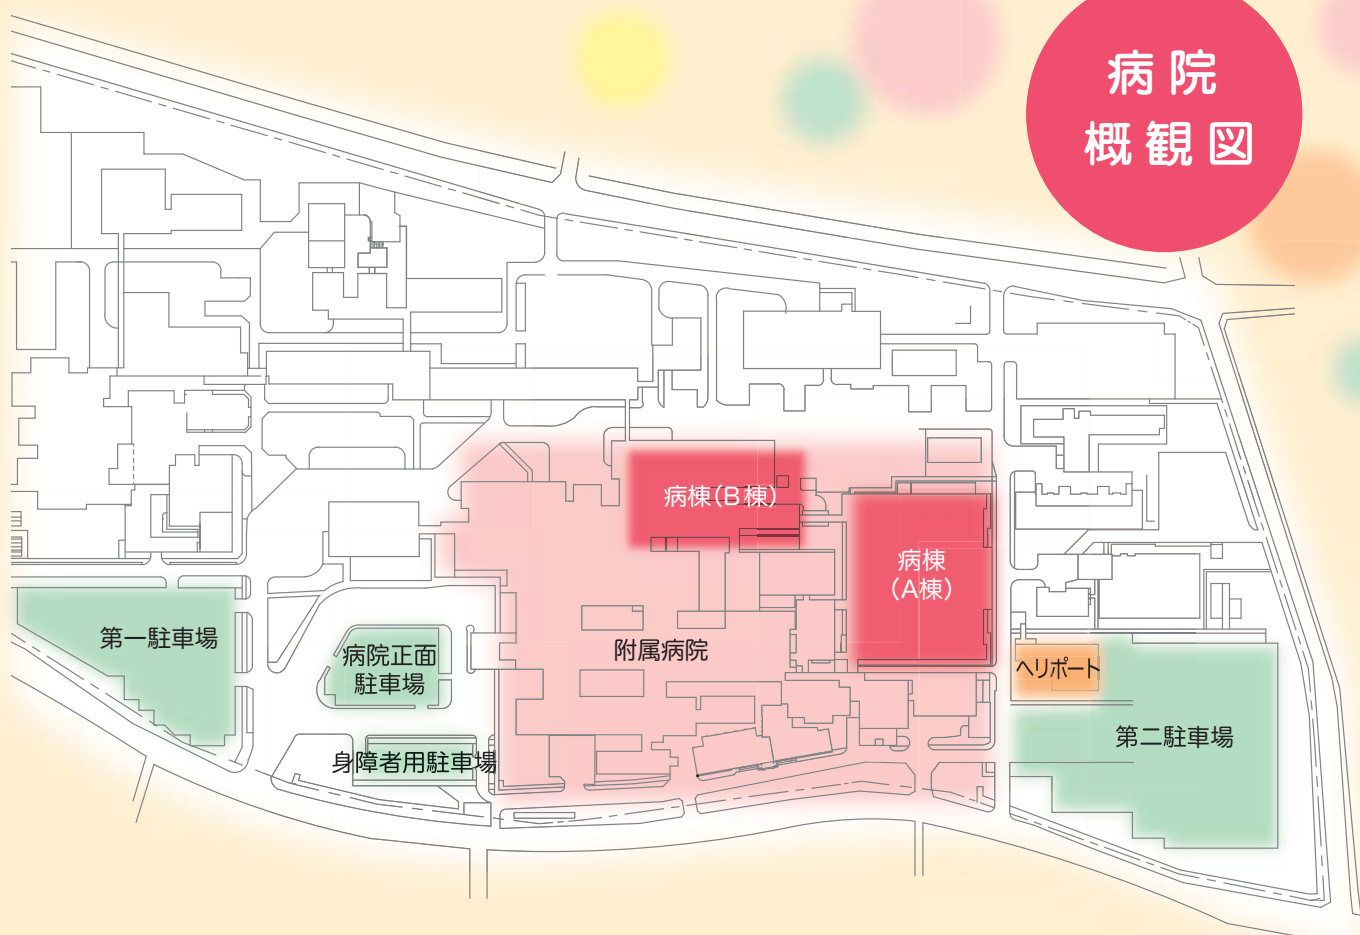 病院
概観図
病棟(B棟)
病棟
(A棟)
第一駐車場
病院正面
駐車場
附属病院
ヘリポート
第二駐車場
身障者用駐車場